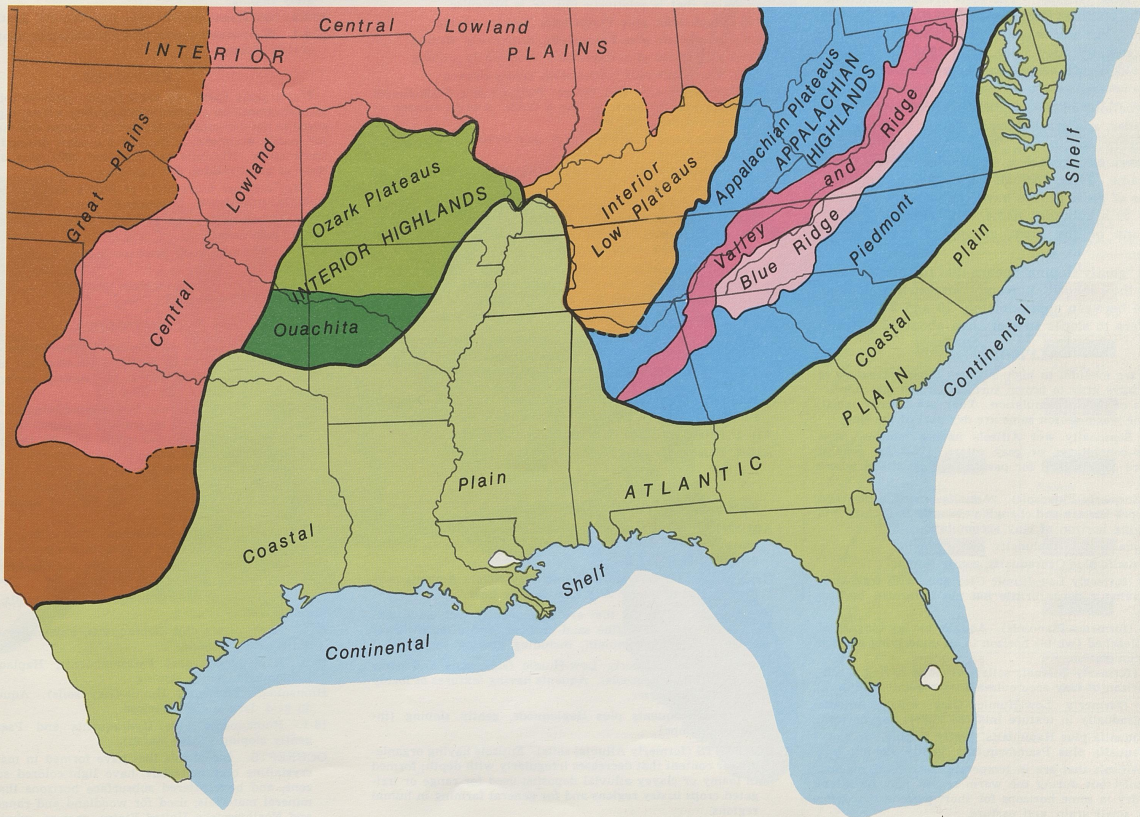 Central Lowland
INTERIOR PLAINS
Great Plains
Lowland
Central
Ozark Plateaus
INTERIOR HIGHLANDS
Ouachita
Interior
Low Plateaus
Appalachian Plateaus
APPALACHIAN
HIGHLANDS
Valley and Ridge
Blue Ridge
Piedmont
Shelf
Plain
Coastal
PLAIN
Continental
ATLANTIC
Plain
Coastal
Shelf
Continental